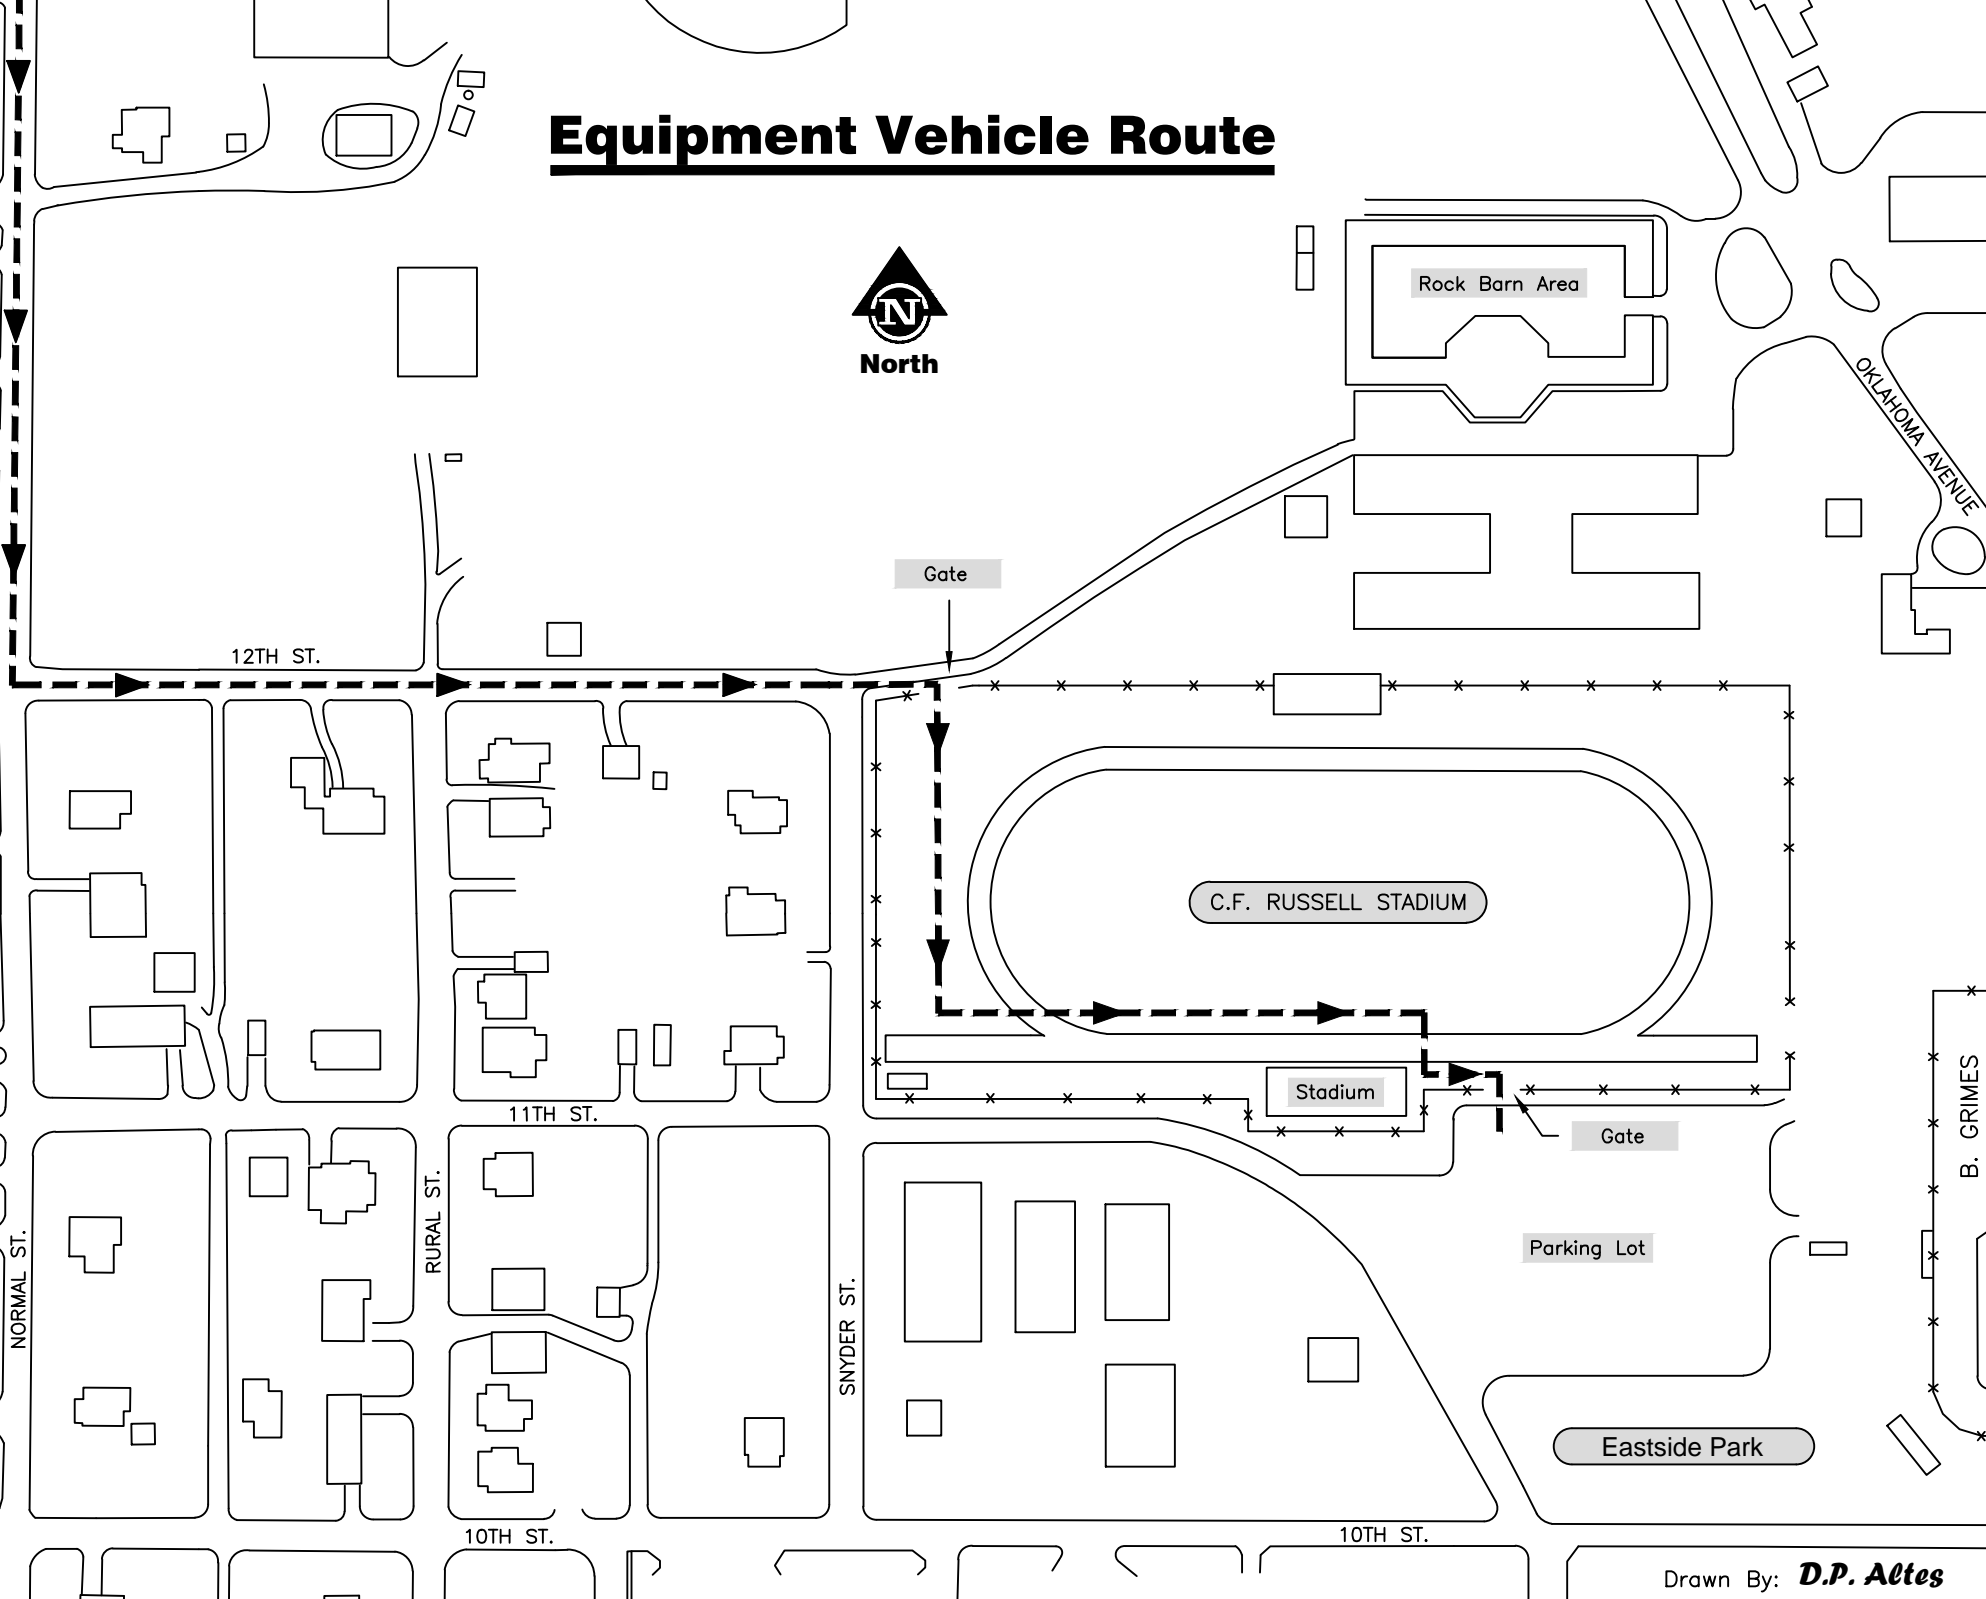 Equipment Vehicle Route
N
North
Rock Barn Area
OKLAHOMA AVENUE
Gate
12TH ST.
C.F. RUSSELL STADIUM
Stadium
11TH ST.
Gate
B. GRIMES
NORMAL ST.
RURAL ST.
SNYDER ST.
Parking Lot
Eastside Park
10TH ST.
10TH ST.
Drawn By: D.P. Altes